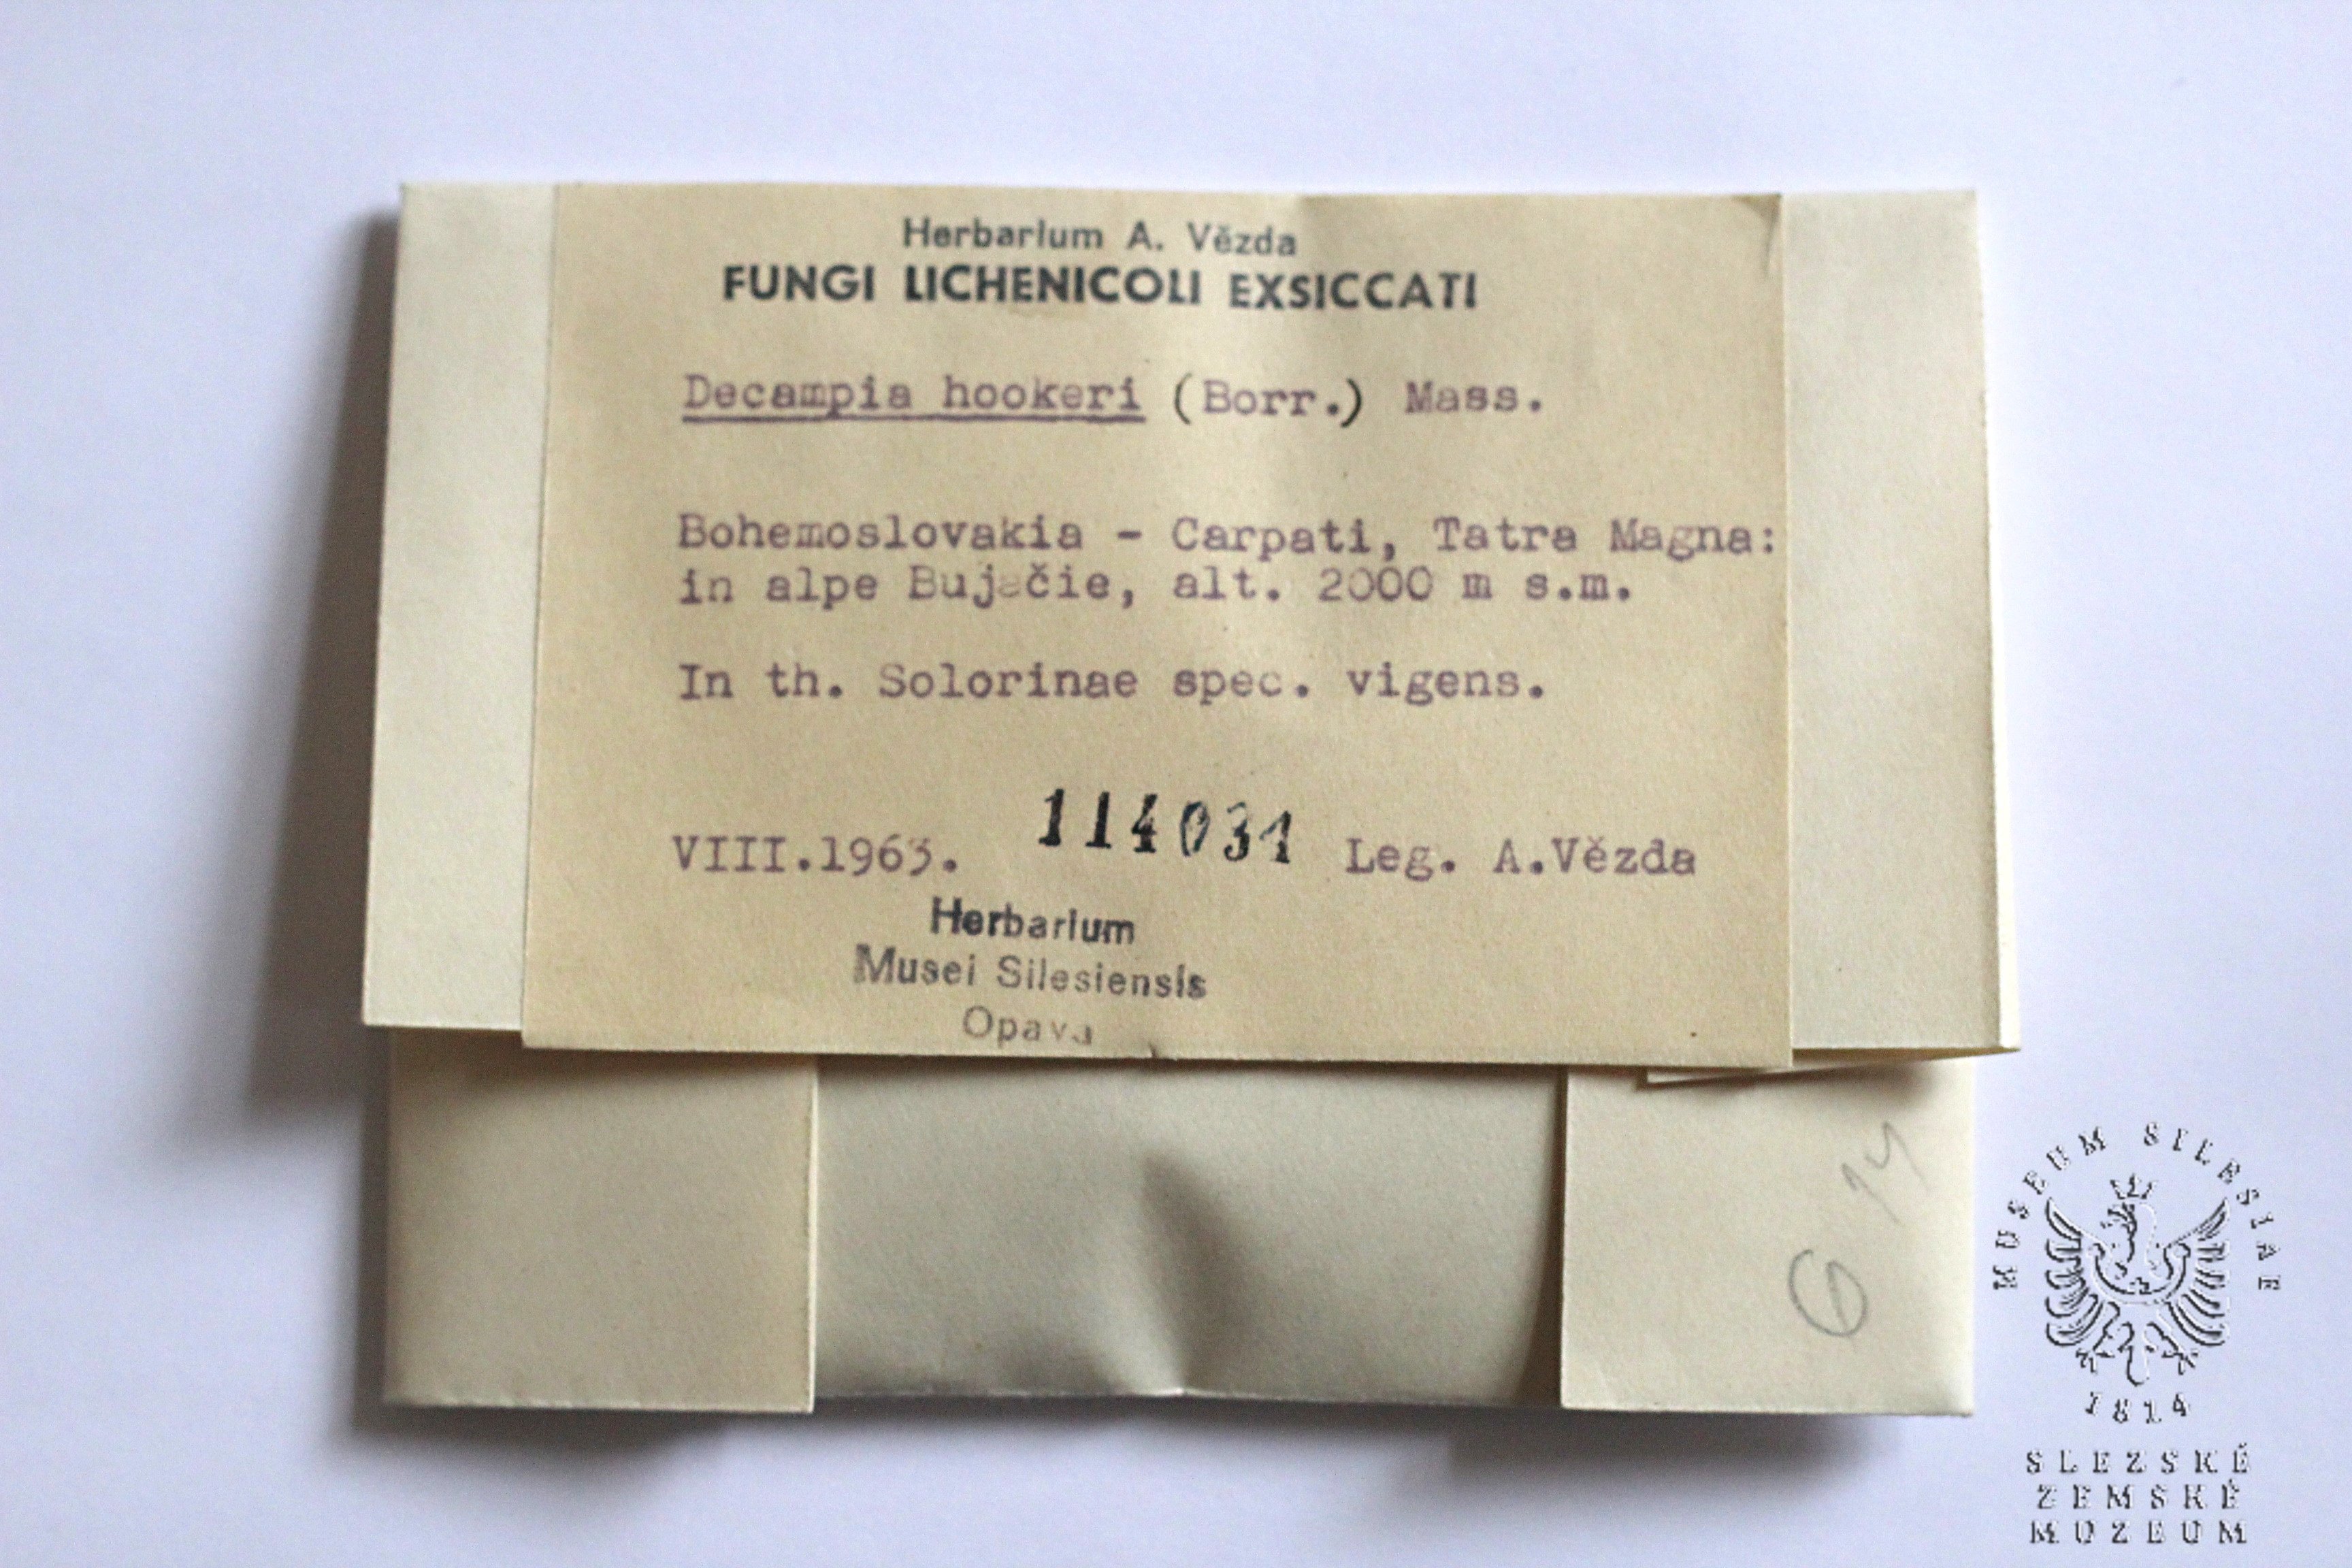 Herbarium A. Vězda
FUNGI LICHENICOLI EXSICCATI
Decampia hookeri (Borr.) Mass.
Bohemoslovakia - Carpati, Tatra Magna:
in alpe Bujačie, alt. 2000 m s.m.
In th. Solorinae spec. vigens.
VIII.1963. 114031 Leg. A.Vězda
Herbarium
Musei Silesiensis
Opava
14
6
MUSEUM SILESIAE
1814
SLEZSKÉ
ZEMSKÉ
MUZEUM